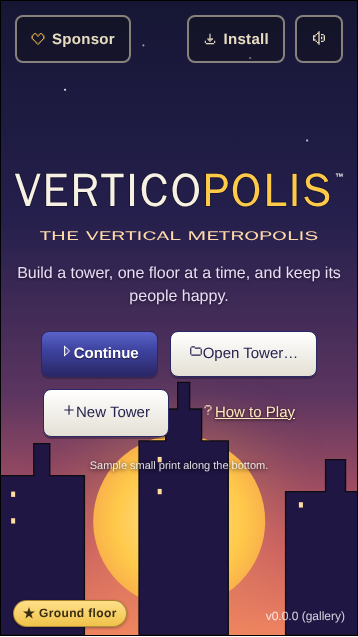 Sponsor
Install
VERTICOPOLIS™
THE VERTICAL METROPOLIS
Build a tower, one floor at a time, and keep its
people happy.
Continue
Open Tower…
New Tower
? How to Play
Sample small print along the bottom.
★ Ground floor
v0.0.0 (gallery)